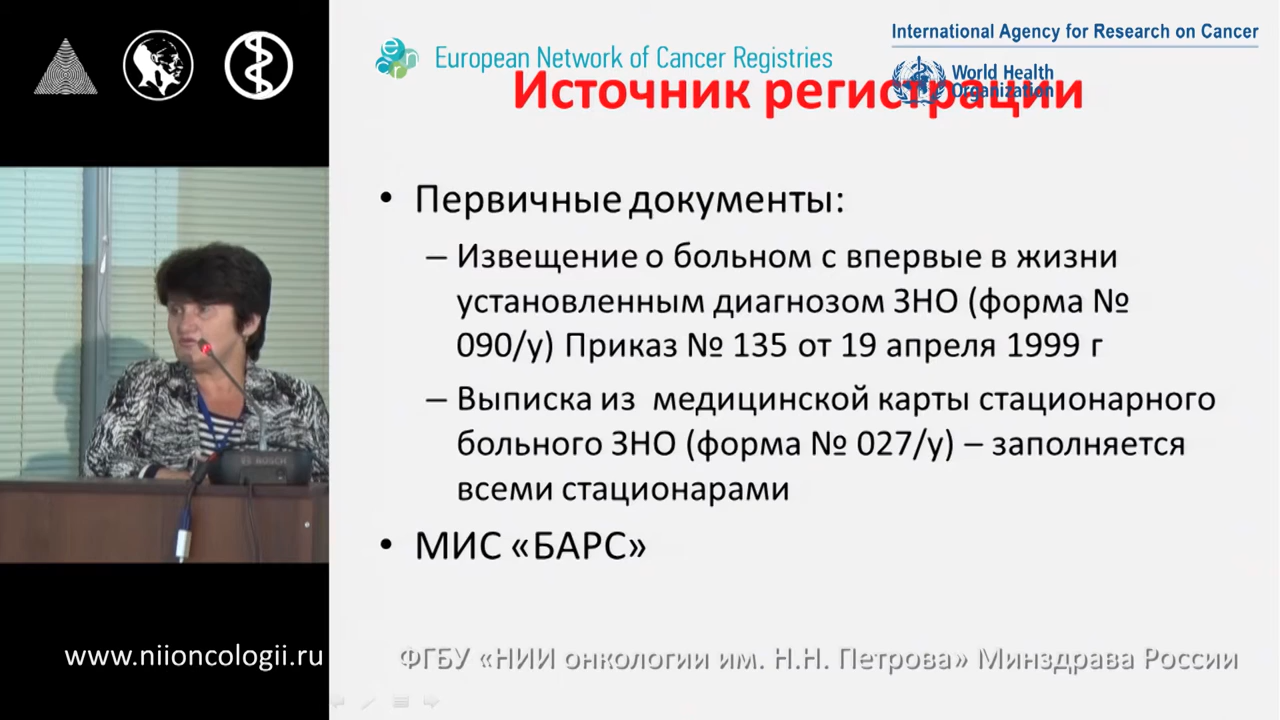 European Network of Cancer Registries
International Agency for Research on Cancer
World Health
Organization
Источник регистрации
• Первичные документы:
– Извещение о больном с впервые в жизни
установленным диагнозом ЗНО (форма №
090/у) Приказ № 135 от 19 апреля 1999 г
– Выписка из медицинской карты стационарного
больного ЗНО (форма № 027/у) – заполняется
всеми стационарами
• МИС «БАРС»
BOSCH
www.niioncologii.ru
ФГБУ «НИИ онкологии им. Н.Н. Петрова» Минздрава России